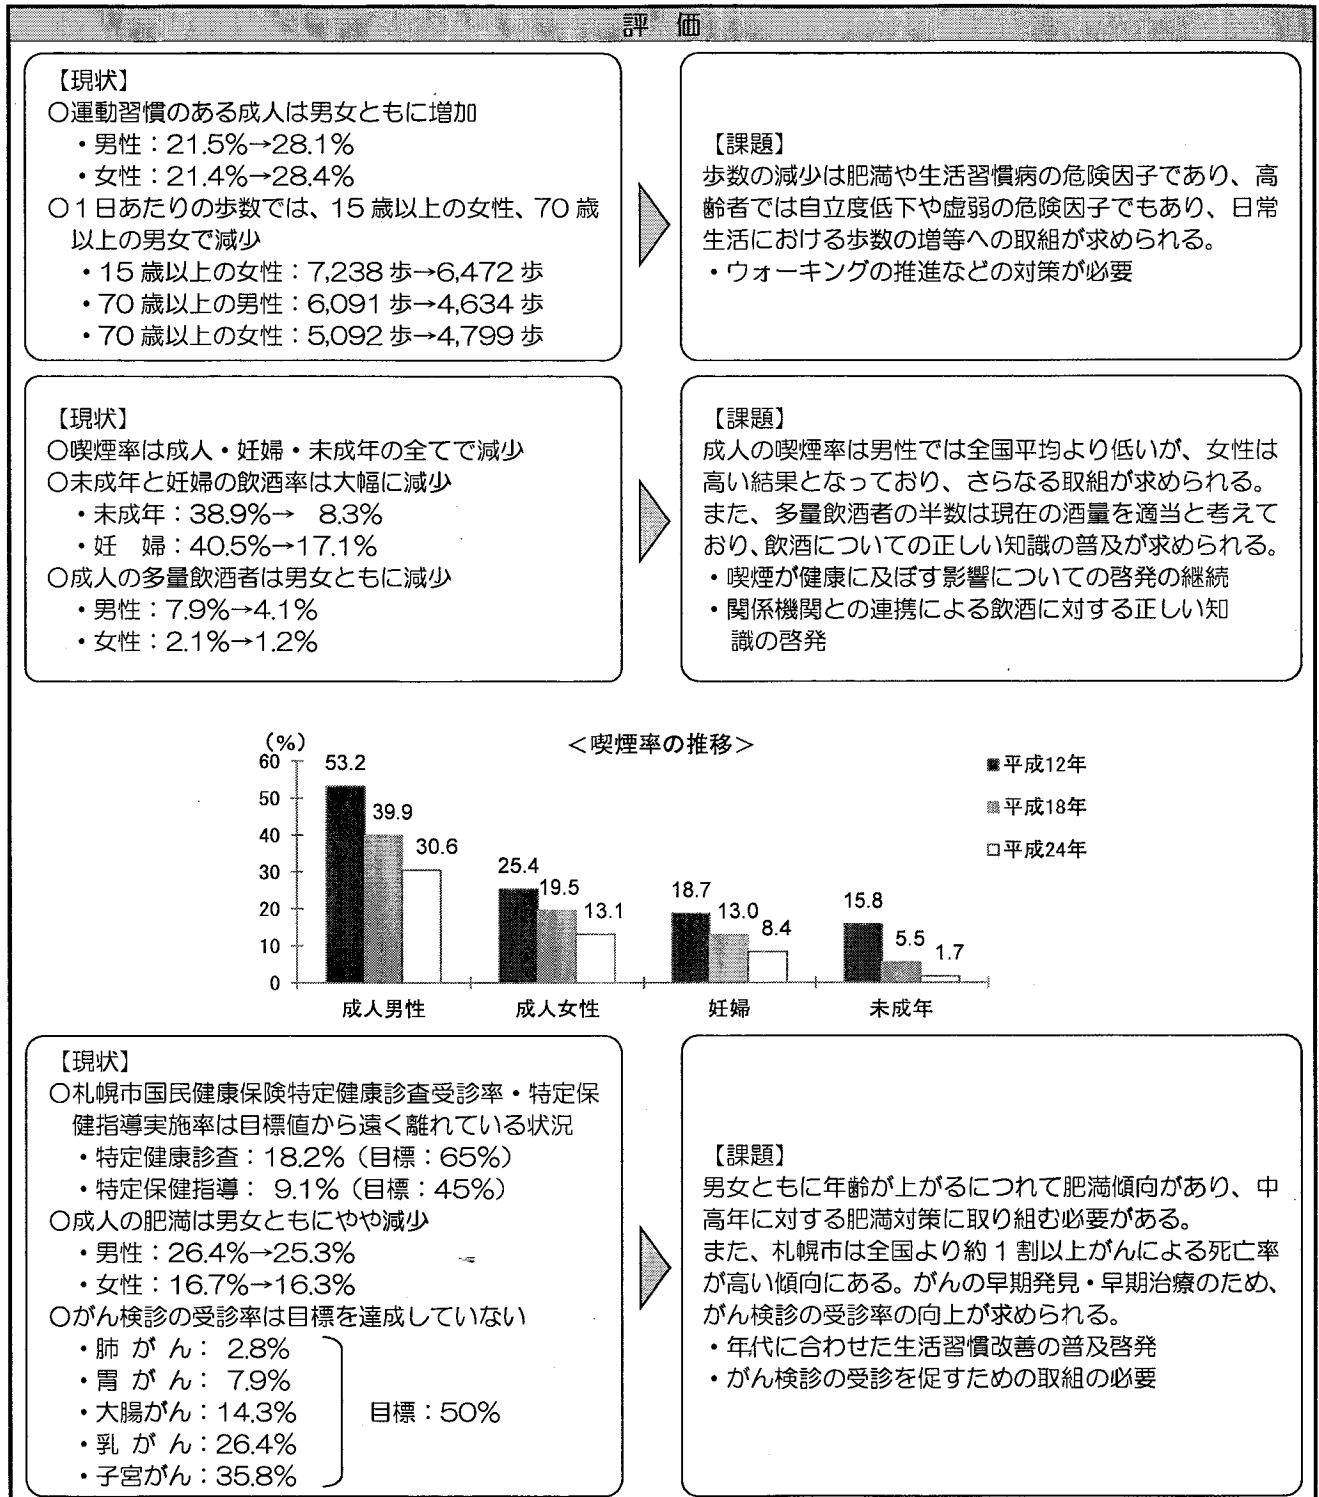 評 価
【現状】
〇運動習慣のある成人は男女ともに増加
・男性：21.5%→28.1%
・女性：21.4%→28.4%
〇1日あたりの歩数では、15歳以上の女性、70歳
以上の男女で減少
・15歳以上の女性：7,238歩→6,472歩
・70歳以上の男性：6,091歩→4,634歩
・70歳以上の女性：5,092歩→4,799歩
【課題】
歩数の減少は肥満や生活習慣病の危険因子であり、高
齢者では自立度低下や虚弱の危険因子でもあり、日常
生活における歩数の増等への取組が求められる。
・ウォーキングの推進などの対策が必要
【現状】
〇喫煙率は成人・妊婦・未成年の全てで減少
〇未成年と妊婦の飲酒率は大幅に減少
・未成年：38.9%→ 8.3%
・妊 婦：40.5%→17.1%
〇成人の多量飲酒者は男女ともに減少
・男性：7.9%→4.1%
・女性：2.1%→1.2%
【課題】
成人の喫煙率は男性では全国平均より低いが、女性は
高い結果となっており、さらなる取組が求められる。
また、多量飲酒者の半数は現在の酒量を適当と考えて
おり、飲酒についての正しい知識の普及が求められる。
・喫煙が健康に及ぼす影響についての啓発の継続
・関係機関との連携による飲酒に対する正しい知
識の啓発
(%)
＜喫煙率の推移＞
60
50
40
30
20
10
0
53.2
39.9
30.6
25.4
19.5
13.1
18.7
13.0
8.4
15.8
5.5
1.7
成人男性
成人女性
妊婦
未成年
■平成12年
■平成18年
□平成24年
【現状】
〇札幌市国民健康保険特定健康診査受診率・特定保
健指導実施率は目標値から遠く離れている状況
・特定健康診査：18.2%（目標：65%）
・特定保健指導： 9.1%（目標：45%）
〇成人の肥満は男女ともにやや減少
・男性：26.4%→25.3%
・女性：16.7%→16.3%
〇がん検診の受診率は目標を達成していない
・肺 が ん： 2.8%
・胃 が ん： 7.9%
・大腸がん：14.3% 目標：50%
・乳 が ん：26.4%
・子宮がん：35.8%
【課題】
男女ともに年齢が上がるにつれて肥満傾向があり、中
高年に対する肥満対策に取り組む必要がある。
また、札幌市は全国より約1割以上がんによる死亡率
が高い傾向にある。がんの早期発見・早期治療のため、
がん検診の受診率の向上が求められる。
・年代に合わせた生活習慣改善の普及啓発
・がん検診の受診を促すための取組の必要